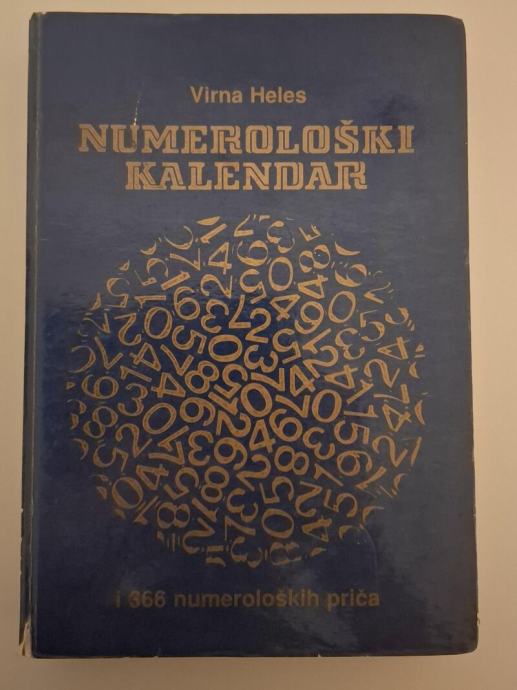 Virna Heles
NUMEROLOŠKI
KALENDAR
i 366 numeroloških priča